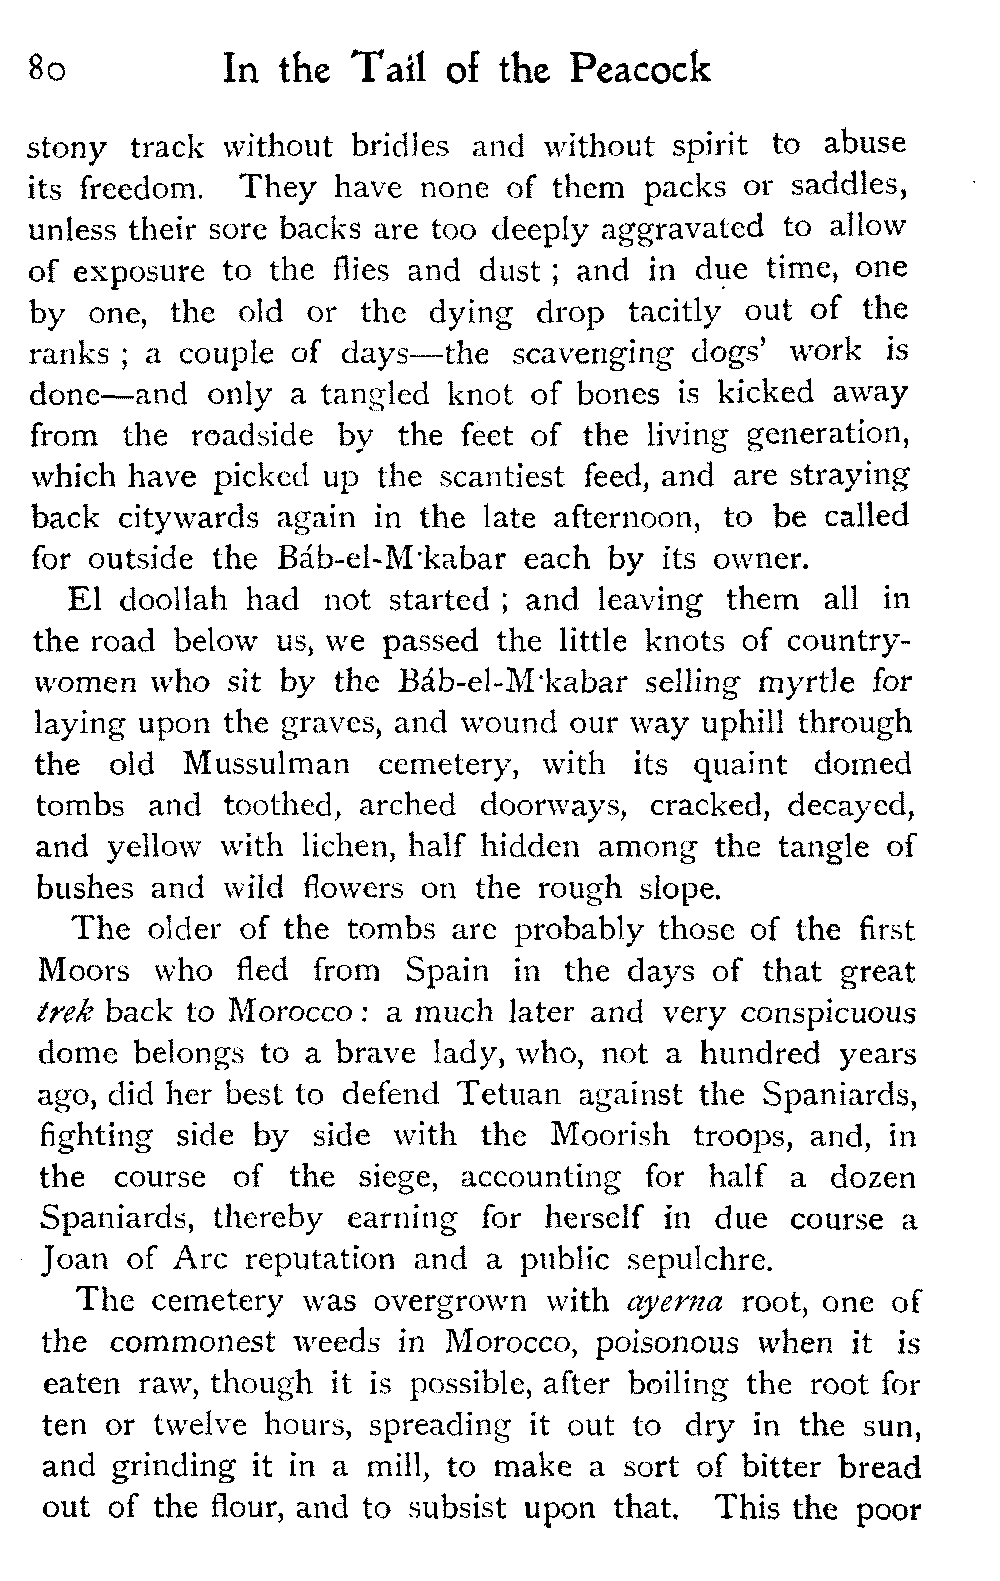 80 In the Tail of the Peacock
stony track without bridles and without spirit to abuse
its freedom. They have none of them packs or saddles,
unless their sore backs are too deeply aggravated to allow
of exposure to the flies and dust ; and in due time, one
by one, the old or the dying drop tacitly out of the
ranks ; a couple of days—the scavenging dogs' work is
done—and only a tangled knot of bones is kicked away
from the roadside by the feet of the living generation,
which have picked up the scantiest feed, and are straying
back citywards again in the late afternoon, to be called
for outside the Báb-el-M'kabar each by its owner.
El doollah had not started ; and leaving them all in
the road below us, we passed the little knots of country-
women who sit by the Báb-el-M'kabar selling myrtle for
laying upon the graves, and wound our way uphill through
the old Mussulman cemetery, with its quaint domed
tombs and toothed, arched doorways, cracked, decayed,
and yellow with lichen, half hidden among the tangle of
bushes and wild flowers on the rough slope.
The older of the tombs are probably those of the first
Moors who fled from Spain in the days of that great
trek back to Morocco : a much later and very conspicuous
dome belongs to a brave lady, who, not a hundred years
ago, did her best to defend Tetuan against the Spaniards,
fighting side by side with the Moorish troops, and, in
the course of the siege, accounting for half a dozen
Spaniards, thereby earning for herself in due course a
Joan of Arc reputation and a public sepulchre.
The cemetery was overgrown with ayerna root, one of
the commonest weeds in Morocco, poisonous when it is
eaten raw, though it is possible, after boiling the root for
ten or twelve hours, spreading it out to dry in the sun,
and grinding it in a mill, to make a sort of bitter bread
out of the flour, and to subsist upon that. This the poor